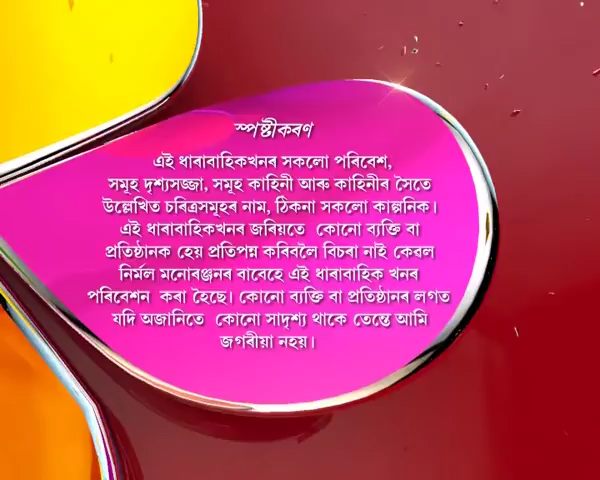 স্পষ্টীকৰণ
এই ধাৰাবাহিকখনৰ সকলো পৰিবেশ,
সমূহ দৃশ্যসজ্জা, সমূহ কাহিনী আৰু কাহিনীৰ সৈতে
উল্লেখিত চৰিত্ৰসমূহৰ নাম, ঠিকনা সকলো কাল্পনিক।
এই ধাৰাবাহিকখনৰ জৰিয়তে কোনো ব্যক্তি বা
প্ৰতিষ্ঠানক হেয় প্ৰতিপন্ন কৰিবলৈ বিচৰা নাই কেৱল
নিৰ্মল মনোৰঞ্জনৰ বাবেহে এই ধাৰাবাহিক খনৰ
পৰিবেশন কৰা হৈছে। কোনো ব্যক্তি বা প্ৰতিষ্ঠানৰ লগত
যদি অজানিতে কোনো সাদৃশ্য থাকে তেন্তে আমি
জগৰীয়া নহয়।